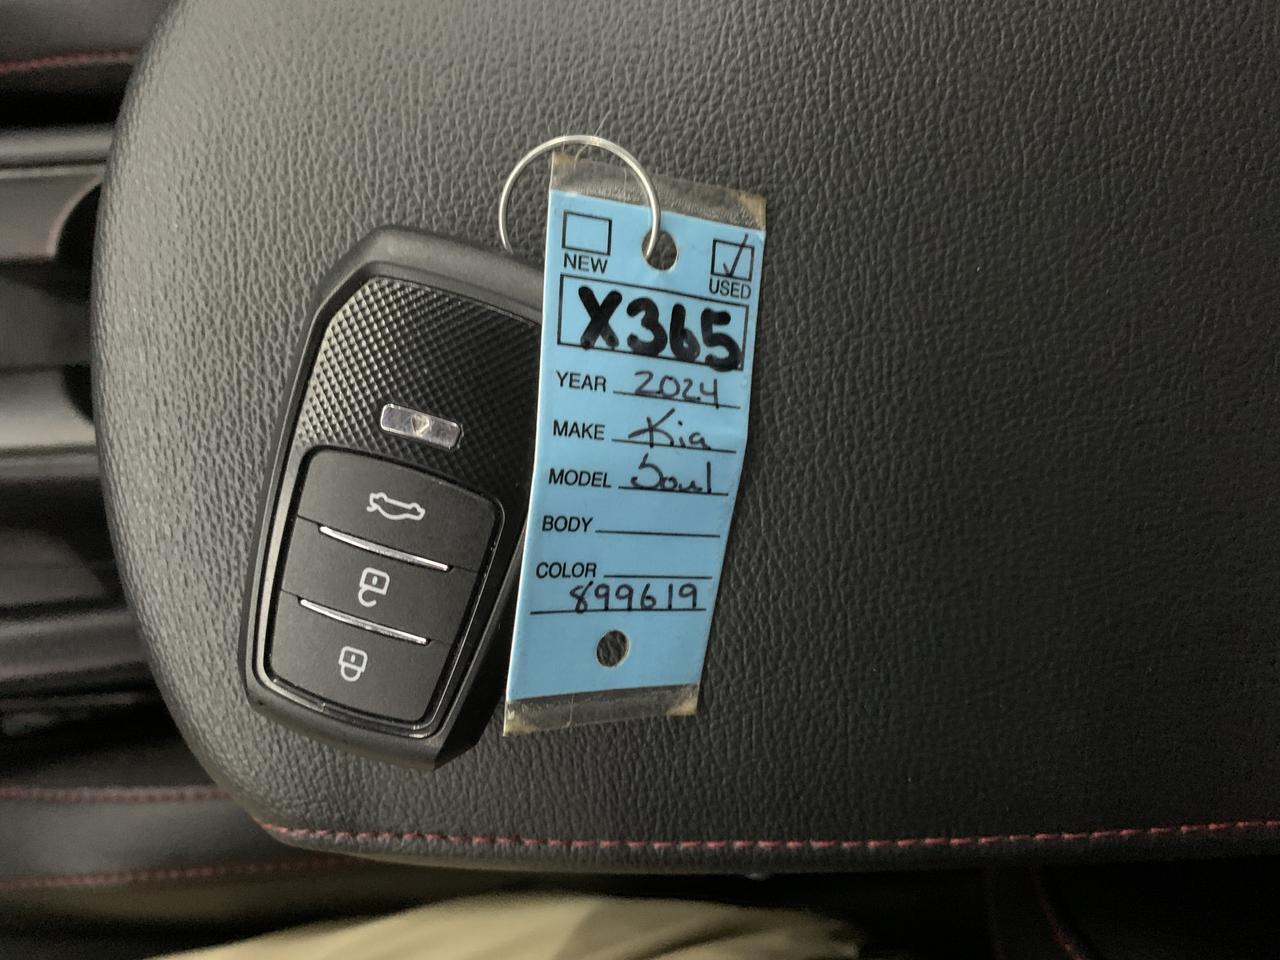 NEW
USED
X365
YEAR 2024
MAKE Kia
MODEL Soul
BODY
COLOR
899619